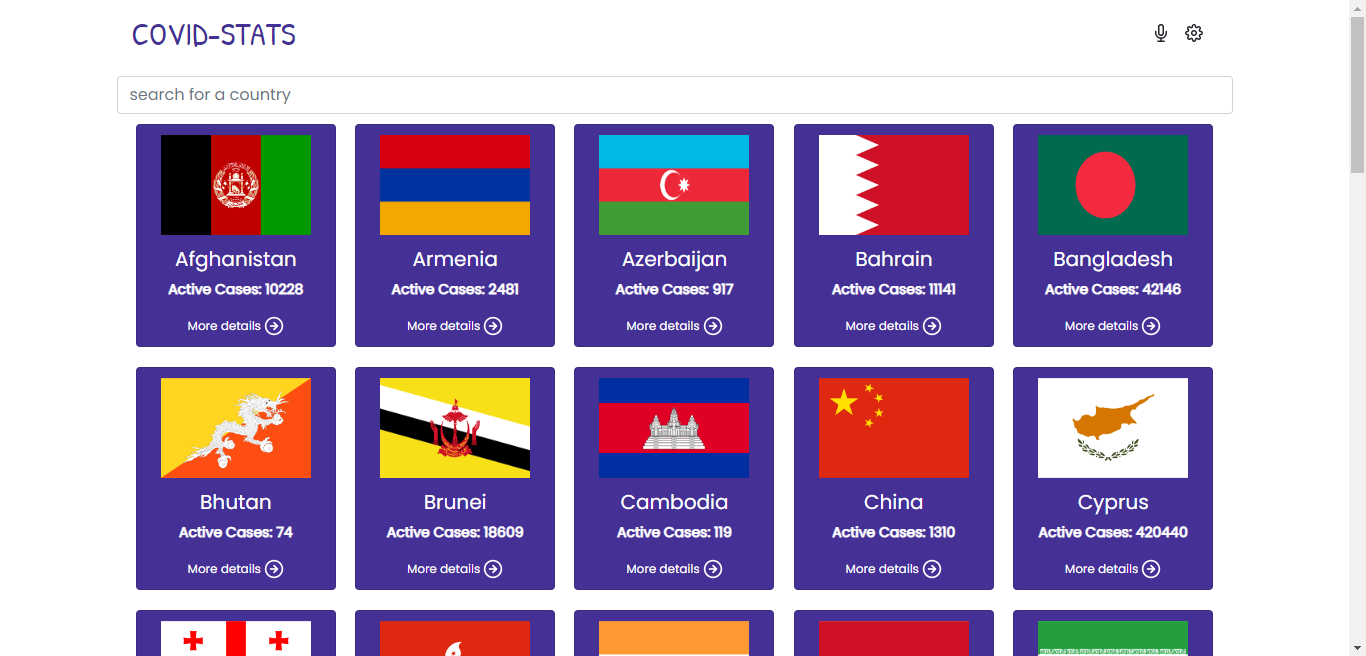 COVID-STATS
search for a country
Afghanistan
Active Cases: 10228
More details
Armenia
Active Cases: 2481
More details
Azerbaijan
Active Cases: 917
More details
Bahrain
Active Cases: 11141
More details
Bangladesh
Active Cases: 42146
More details
Bhutan
Active Cases: 74
More details
Brunei
Active Cases: 18609
More details
Cambodia
Active Cases: 119
More details
China
Active Cases: 1310
More details
Cyprus
Active Cases: 420440
More details